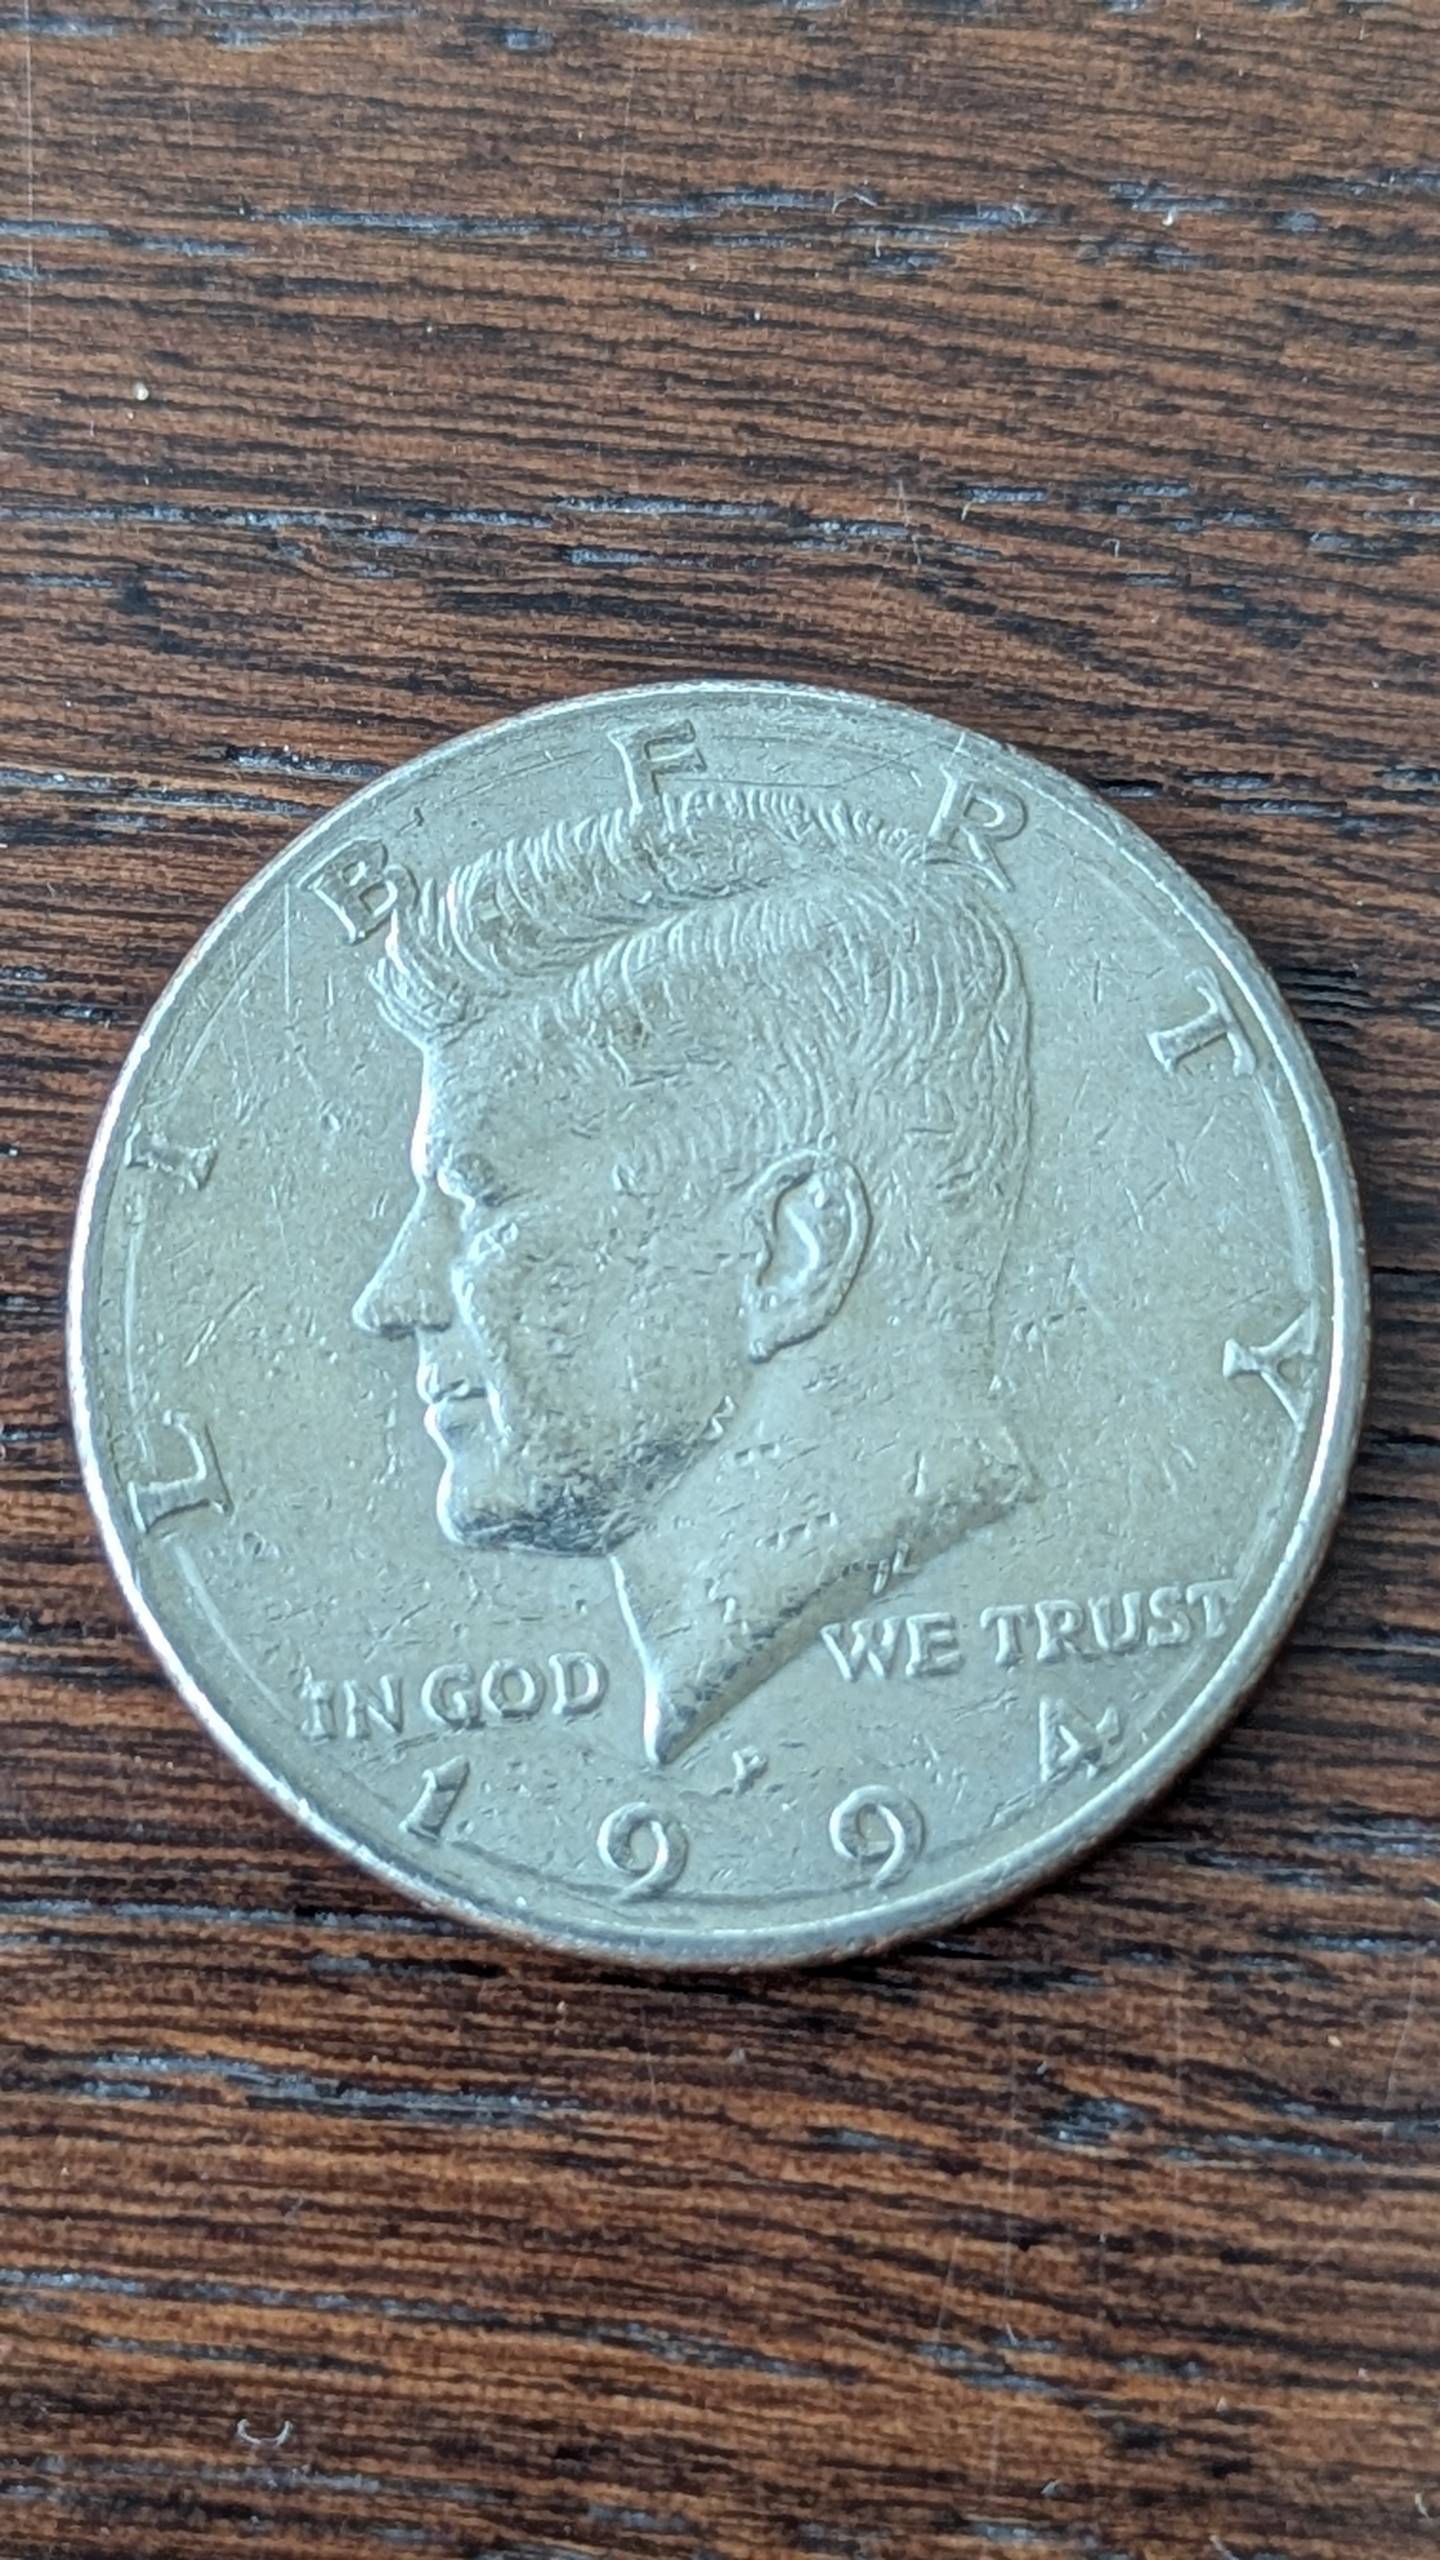 LIBERTY
IN GOD WE TRUST
P
1994